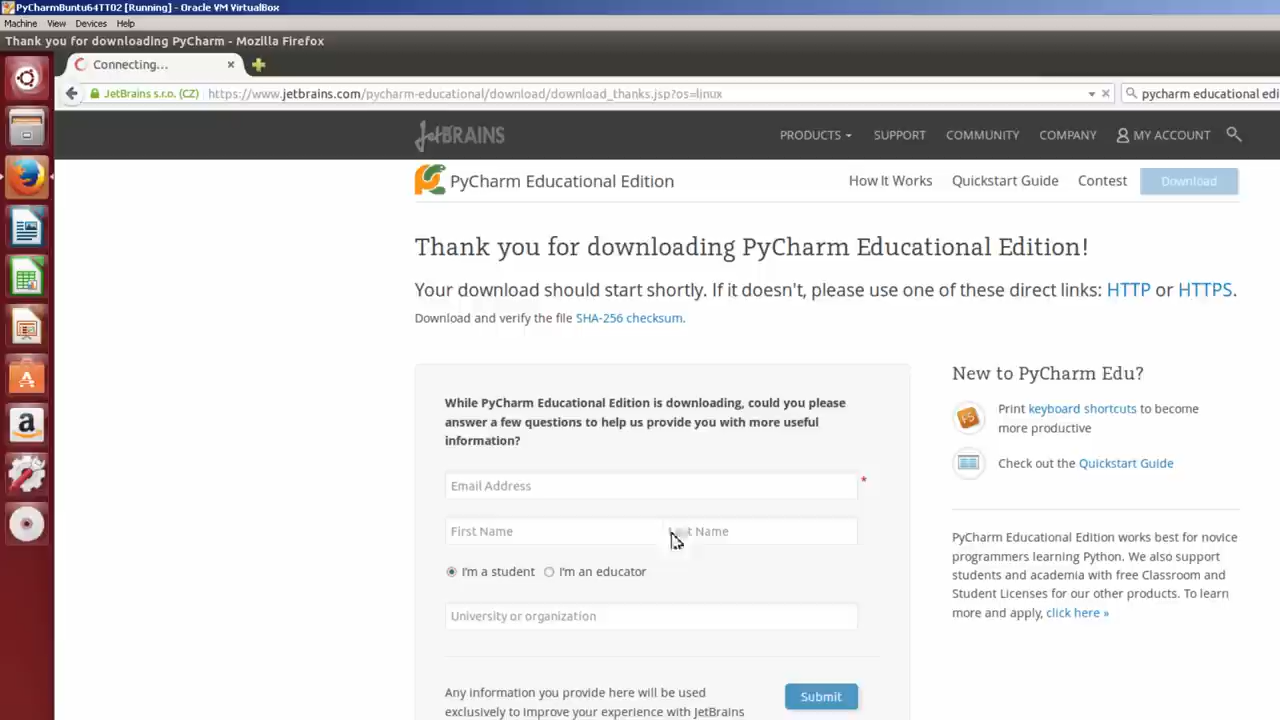 PyCharmBuntu64TT02 [Running] - Oracle VM VirtualBox
Machine View Devices Help
Thank you for downloading PyCharm - Mozilla Firefox
Connecting...
JetBrains s.r.o. (CZ) https://www.jetbrains.com/pycharm-educational/download/download_thanks.jsp?os=linux pycharm educational edi
JETBRAINS PRODUCTS SUPPORT COMMUNITY COMPANY MY ACCOUNT
PyCharm Educational Edition How It Works Quickstart Guide Contest Download
Thank you for downloading PyCharm Educational Edition!
Your download should start shortly. If it doesn't, please use one of these direct links: HTTP or HTTPS.
Download and verify the file SHA-256 checksum.
While PyCharm Educational Edition is downloading, could you please
answer a few questions to help us provide you with more useful
information?
Email Address *
First Name Last Name
I'm a student I'm an educator
University or organization
Any information you provide here will be used
exclusively to improve your experience with JetBrains
Submit
New to PyCharm Edu?
Print keyboard shortcuts to become
more productive
Check out the Quickstart Guide
PyCharm Educational Edition works best for novice
programmers learning Python. We also support
students and academia with free Classroom and
Student Licenses for our other products. To learn
more and apply, click here »